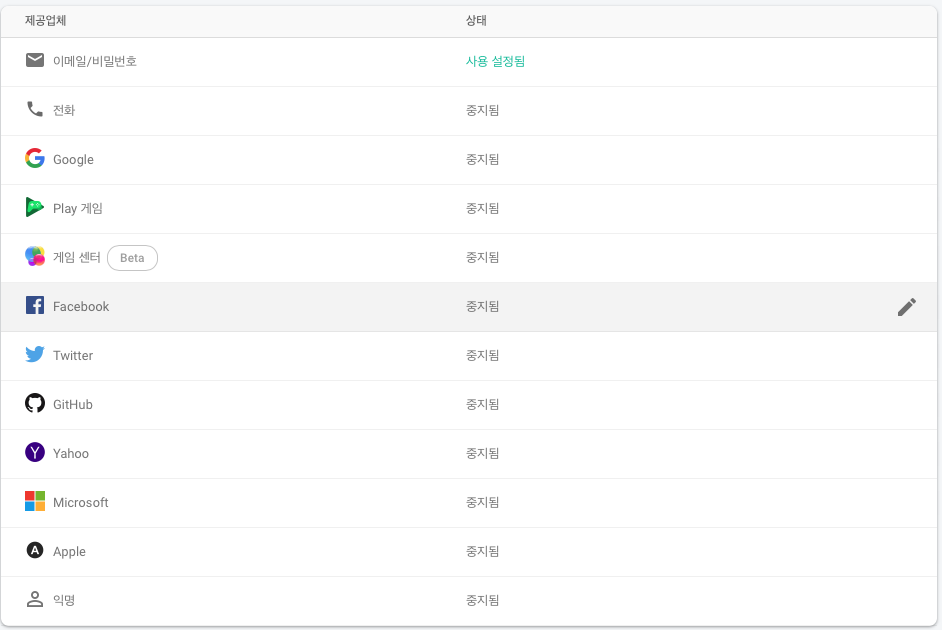 제공업체 상태
이메일/비밀번호 사용 설정됨
전화 중지됨
Google 중지됨
Play 게임 중지됨
게임 센터 Beta 중지됨
Facebook 중지됨
Twitter 중지됨
GitHub 중지됨
Yahoo 중지됨
Microsoft 중지됨
Apple 중지됨
익명 중지됨